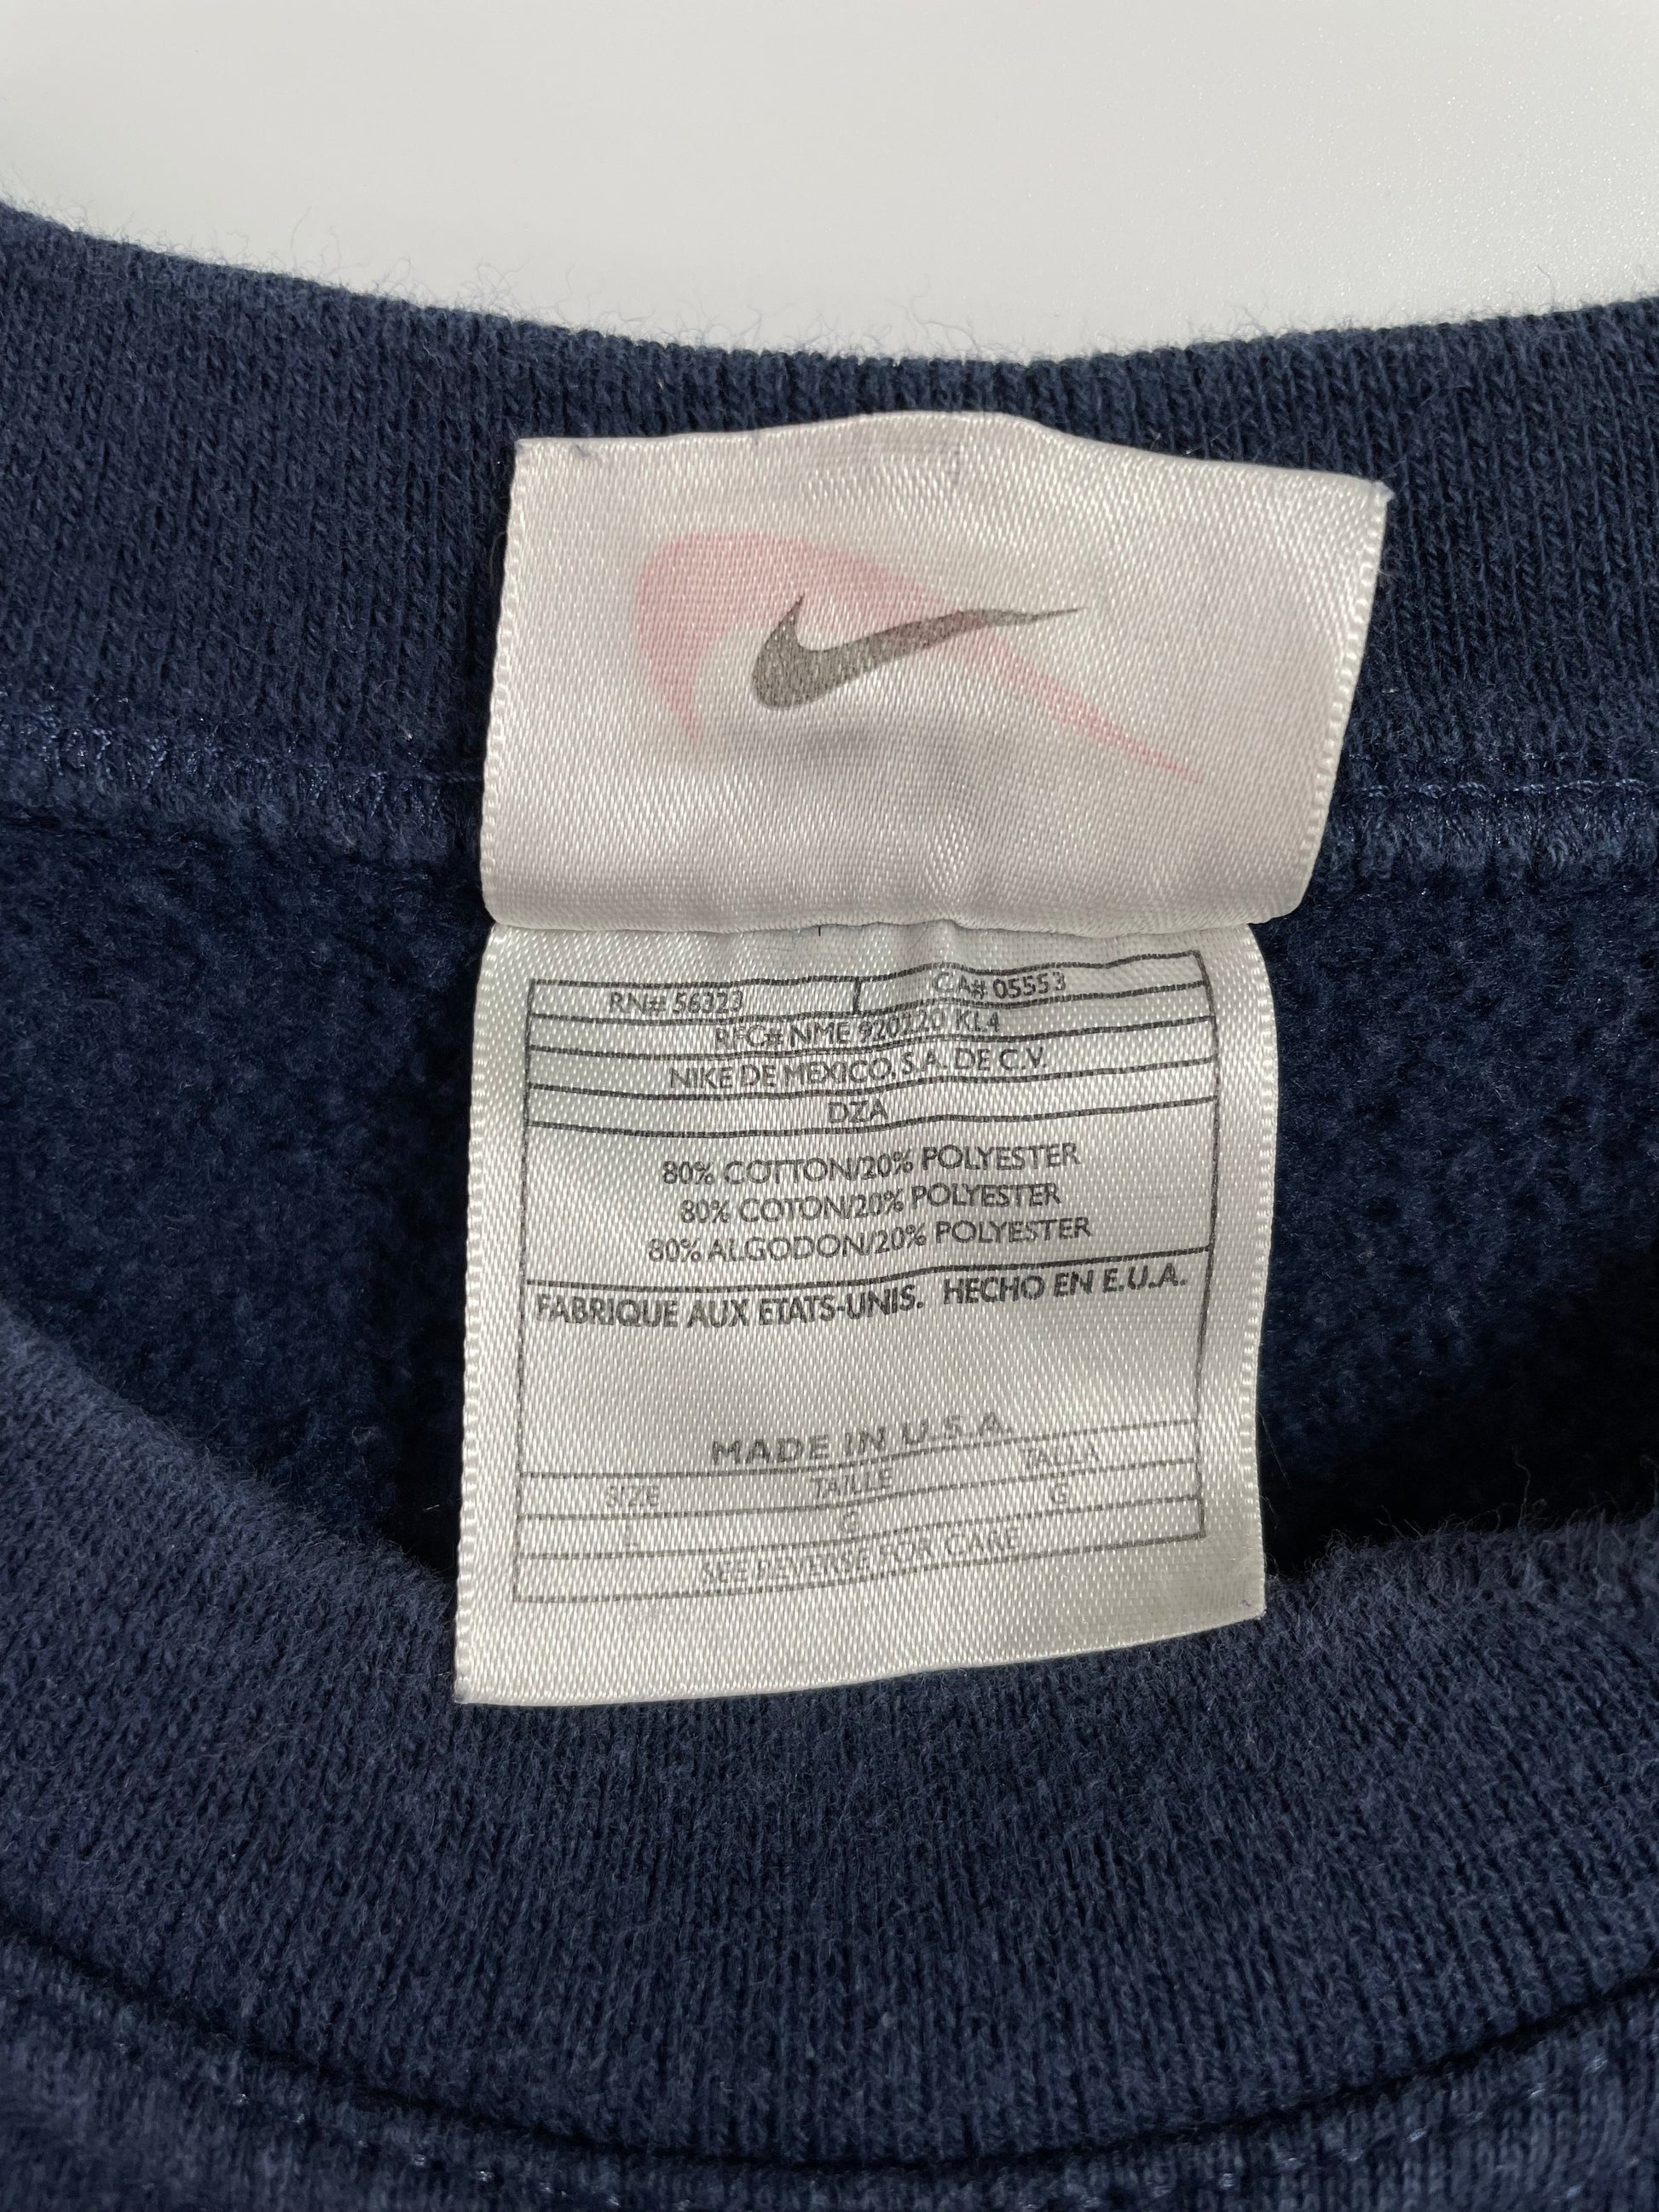 RN# 56323 CA# 05553
RFC# NME 920220 KL4
NIKE DE MEXICO, S.A. DE C.V.
DZA
80% COTTON/20% POLYESTER
80% COTON/20% POLYESTER
80% ALGODON/20% POLYESTER
FABRIQUE AUX ETATS-UNIS. HECHO EN E.U.A.
MADE IN U.S.A.
SIZE TAILLE TALLA
L G G
SEE REVERSE FOR CARE